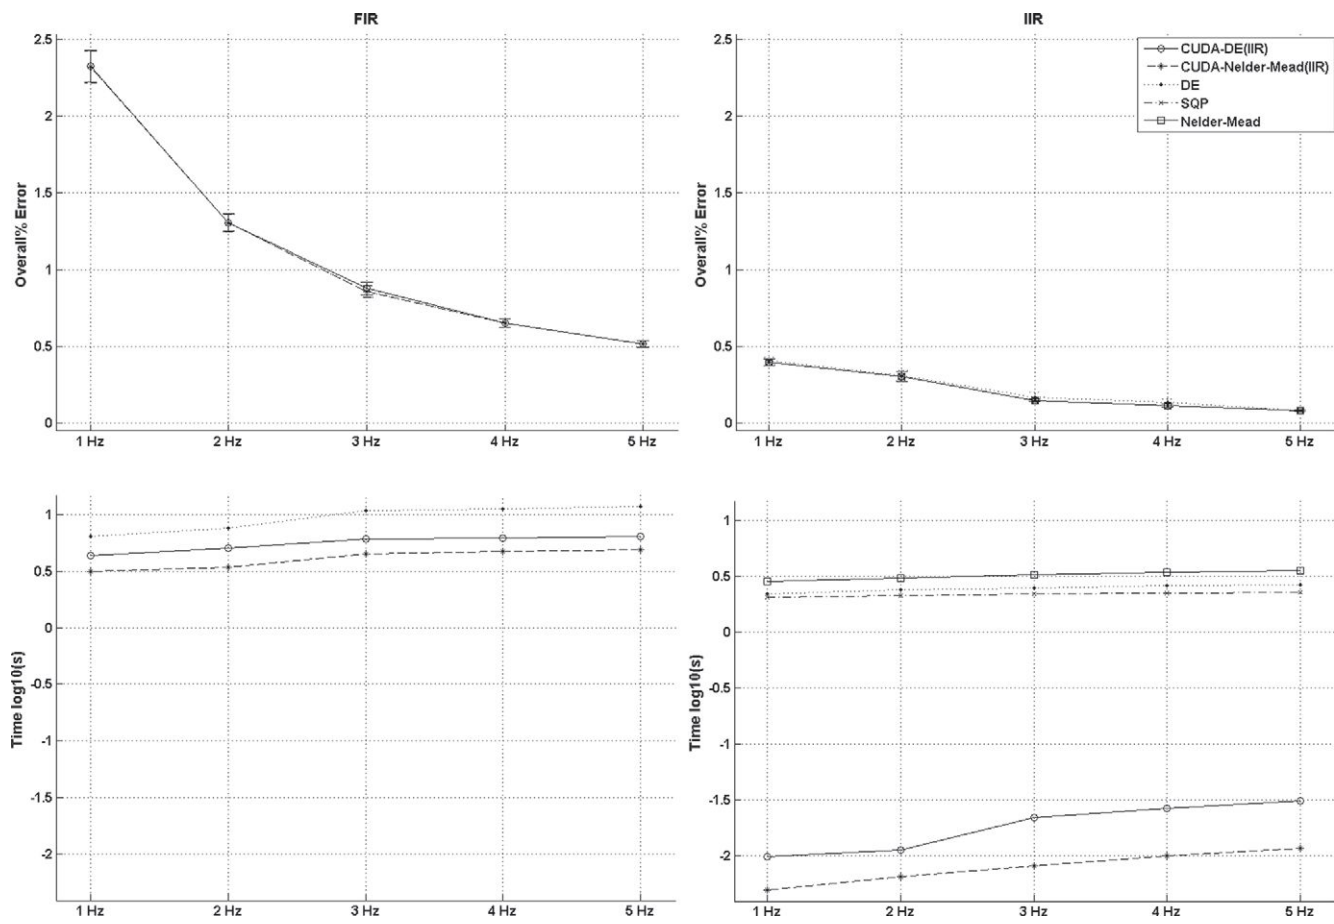 FIR
2.5
2
1.5
1
0.5
0
Overall% Error
1 Hz 2 Hz 3 Hz 4 Hz 5 Hz
IIR
2.5
2
1.5
1
0.5
0
Overall% Error
1 Hz 2 Hz 3 Hz 4 Hz 5 Hz
CUDA-DE(IIR)
CUDA-Nelder-Mead(IIR)
DE
SQP
Nelder-Mead
1
0.5
0
-0.5
-1
-1.5
-2
Time log10(s)
1 Hz 2 Hz 3 Hz 4 Hz 5 Hz
1
0.5
0
-0.5
-1
-1.5
-2
Time log10(s)
1 Hz 2 Hz 3 Hz 4 Hz 5 Hz